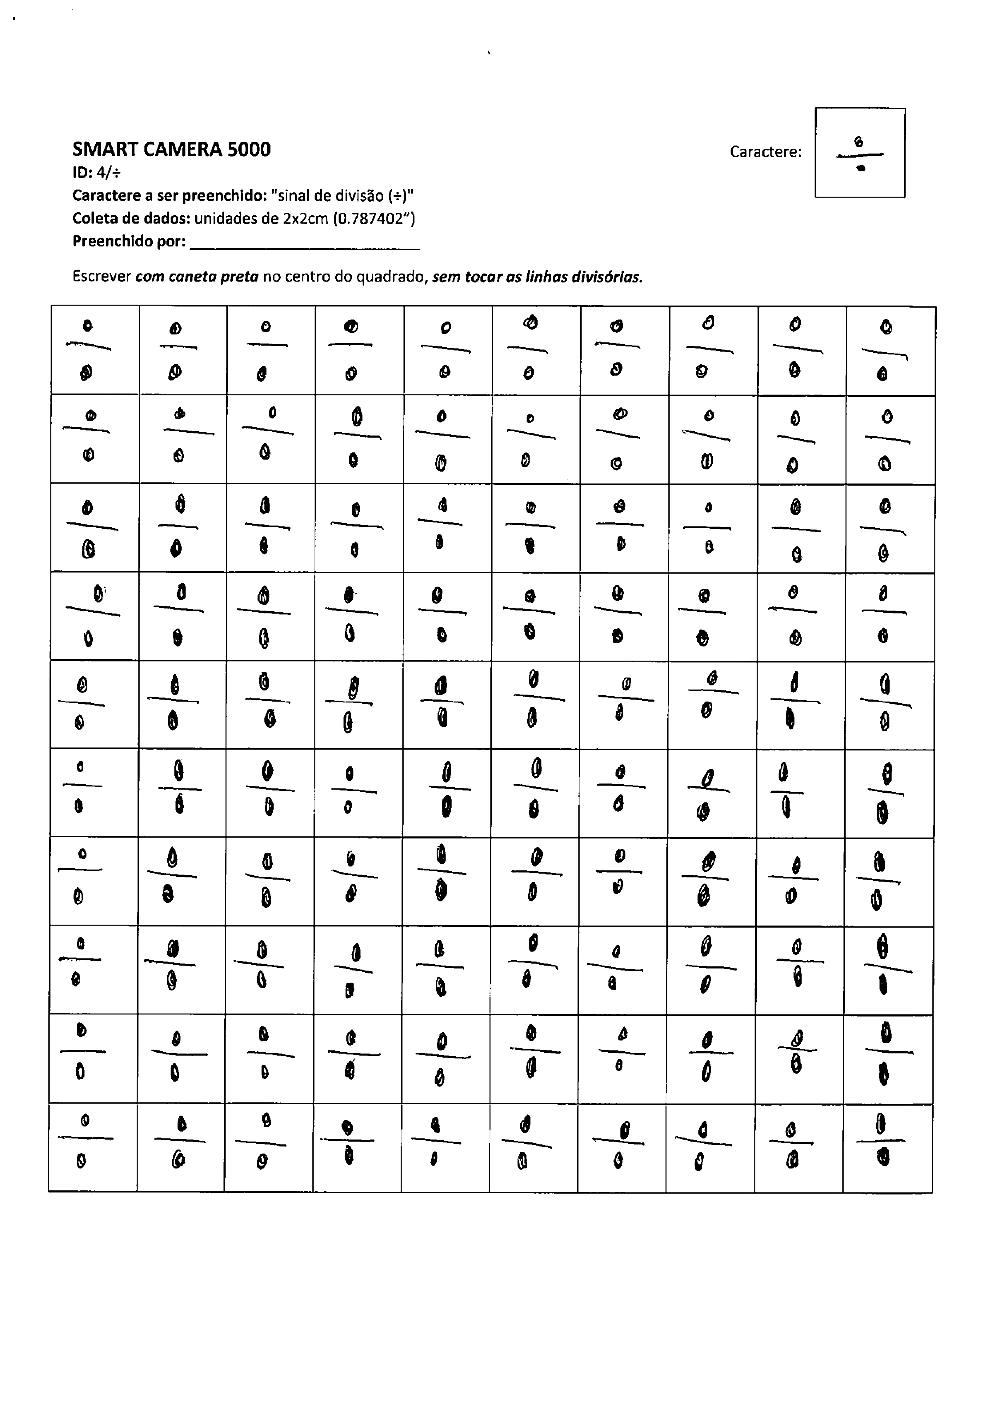 SMART CAMERA 5000
ID: 4/÷
Caractere a ser preenchido: "sinal de divisão (÷)"
Coleta de dados: unidades de 2x2cm (0.787402")
Preenchido por:
Caractere: ÷
Escrever com caneta preta no centro do quadrado, sem tocar as linhas divisórias.
÷ ÷ ÷ ÷ ÷ ÷ ÷ ÷ ÷ ÷
÷ ÷ ÷ ÷ ÷ ÷ ÷ ÷ ÷ ÷
÷ ÷ ÷ ÷ ÷ ÷ ÷ ÷ ÷ ÷
÷ ÷ ÷ ÷ ÷ ÷ ÷ ÷ ÷ ÷
÷ ÷ ÷ ÷ ÷ ÷ ÷ ÷ ÷ ÷
÷ ÷ ÷ ÷ ÷ ÷ ÷ ÷ ÷ ÷
÷ ÷ ÷ ÷ ÷ ÷ ÷ ÷ ÷ ÷
÷ ÷ ÷ ÷ ÷ ÷ ÷ ÷ ÷ ÷
÷ ÷ ÷ ÷ ÷ ÷ ÷ ÷ ÷ ÷
÷ ÷ ÷ ÷ ÷ ÷ ÷ ÷ ÷ ÷